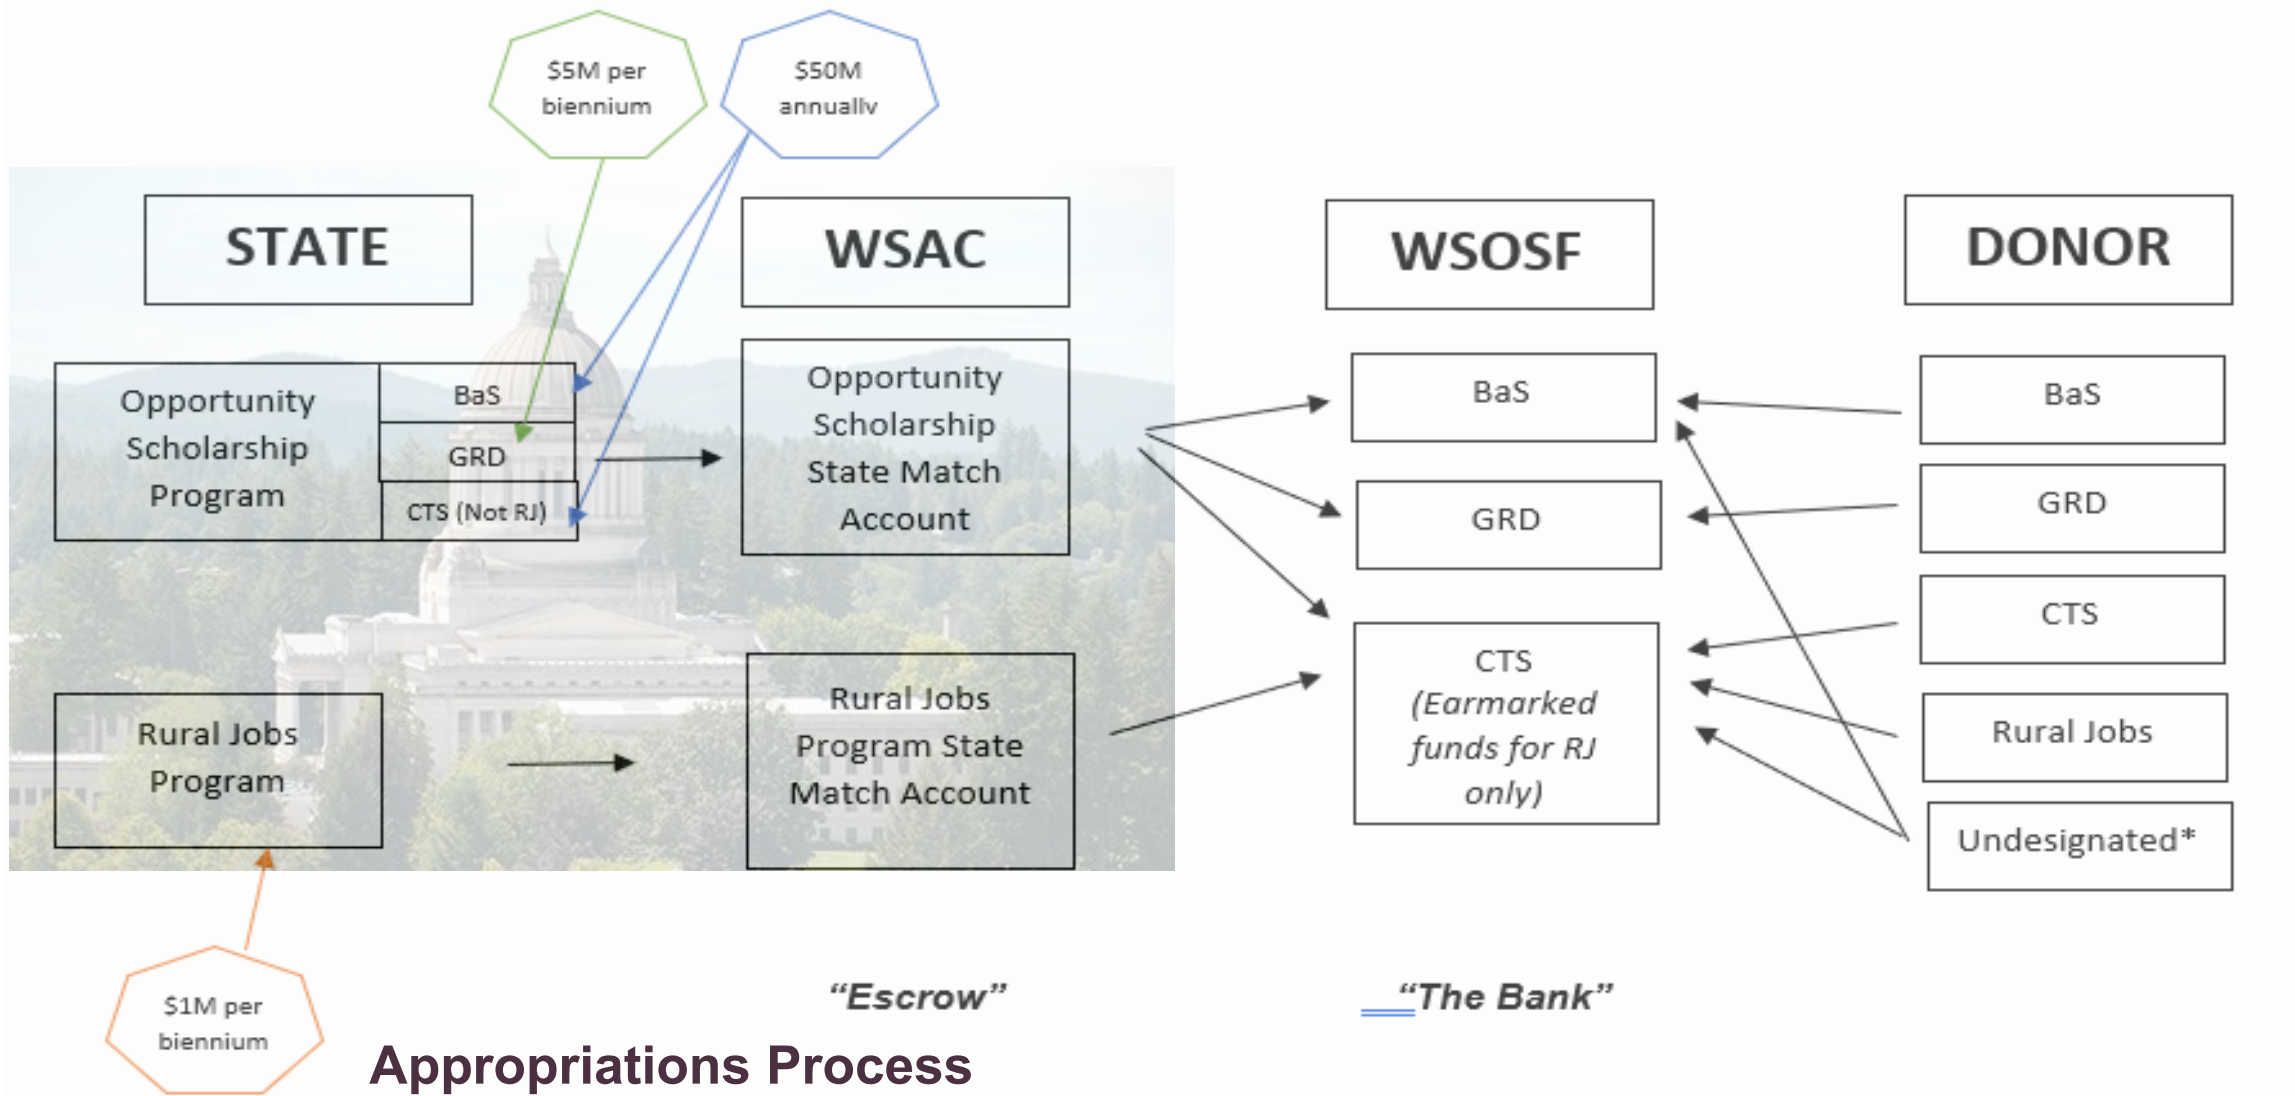 $5M per
biennium
$50M
annually
STATE
WSAC
WSOSF
DONOR
Opportunity
Scholarship
Program
BaS
GRD
CTS (Not RJ)
Opportunity
Scholarship
State Match
Account
BaS
GRD
CTS
(Earmarked
funds for RJ
only)
BaS
GRD
CTS
Rural Jobs
Undesignated*
Rural Jobs
Program
Rural Jobs
Program State
Match Account
$1M per
biennium
“Escrow”
“The Bank”
Appropriations Process